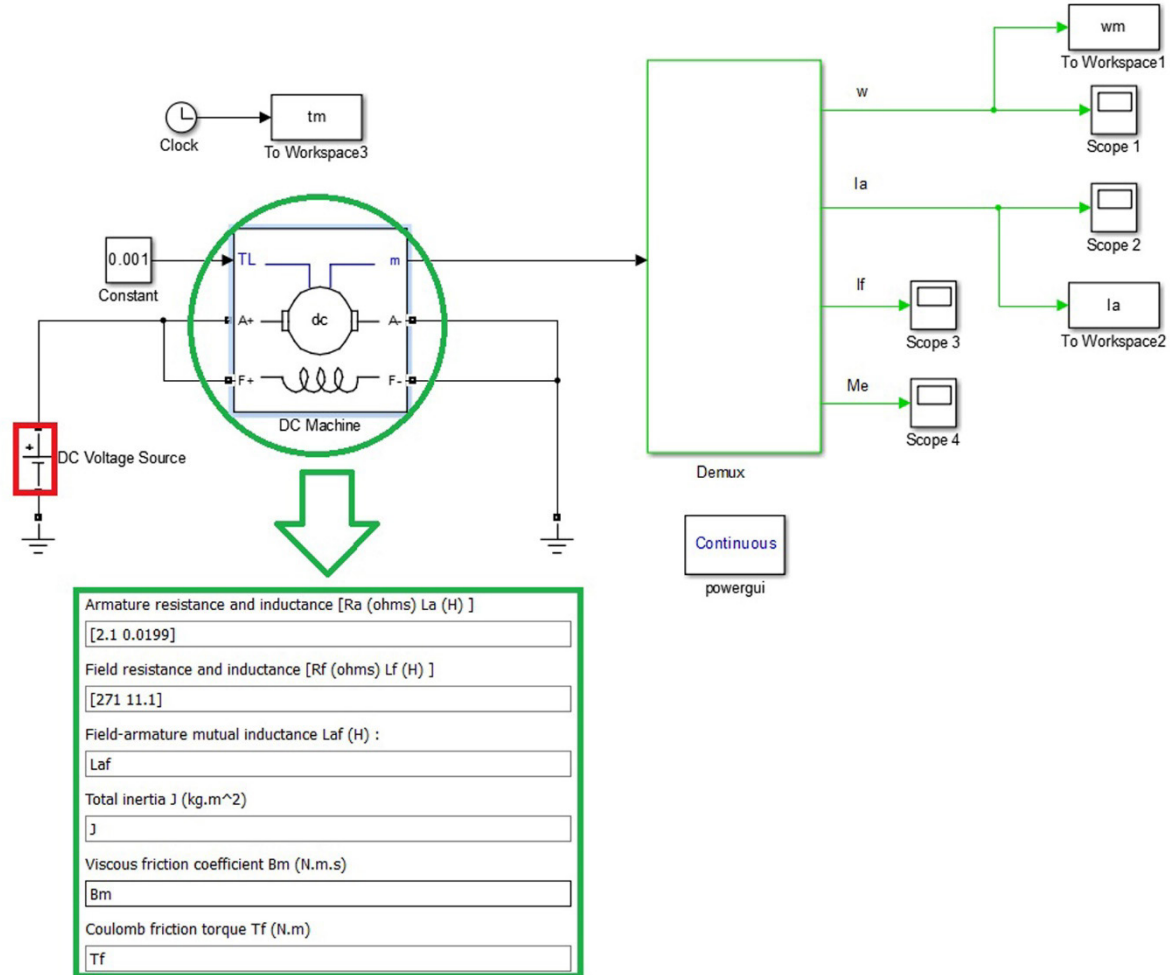 wm
To Workspace1
w
Scope 1
tm
Clock
To Workspace3
Ia
Scope 2
0.001
Constant
TL
m
A+
dc
A-
F+
F-
DC Machine
If
Scope 3
Ia
To Workspace2
Me
Scope 4
+
DC Voltage Source
Demux
Continuous
powergui
Armature resistance and inductance [Ra (ohms) La (H) ]
[2.1 0.0199]
Field resistance and inductance [Rf (ohms) Lf (H) ]
[271 11.1]
Field-armature mutual inductance Laf (H) :
Laf
Total inertia J (kg.m^2)
J
Viscous friction coefficient Bm (N.m.s)
Bm
Coulomb friction torque Tf (N.m)
Tf